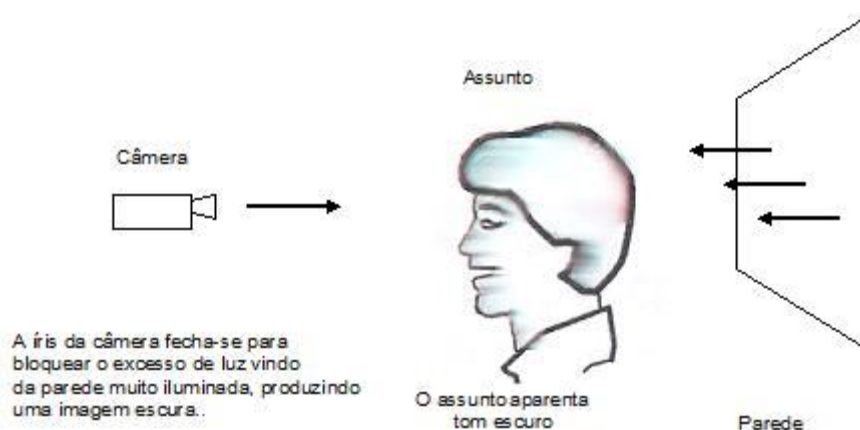 Assunto
Câmera
A íris da câmera fecha-se para
bloquear o excesso de luz vindo
da parede muito iluminada, produzindo
uma imagem escura..
O assunto aparenta
tom escuro
Parede